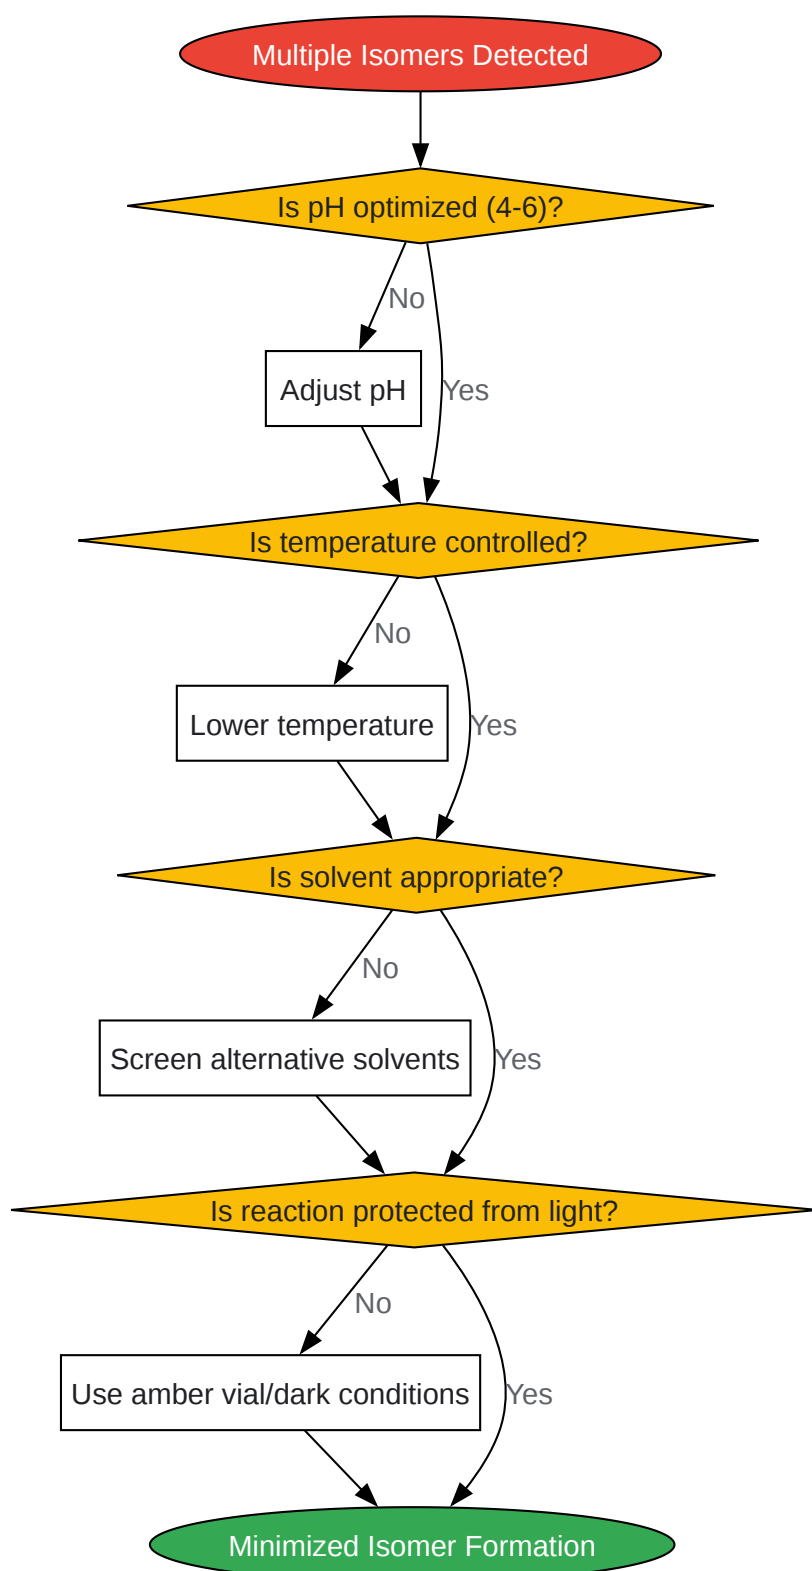 Multiple Isomers Detected
Is pH optimized (4-6)?
No
Adjust pH
Yes
Is temperature controlled?
No
Lower temperature
Yes
Is solvent appropriate?
No
Screen alternative solvents
Yes
Is reaction protected from light?
No
Use amber vial/dark conditions
Yes
Minimized Isomer Formation